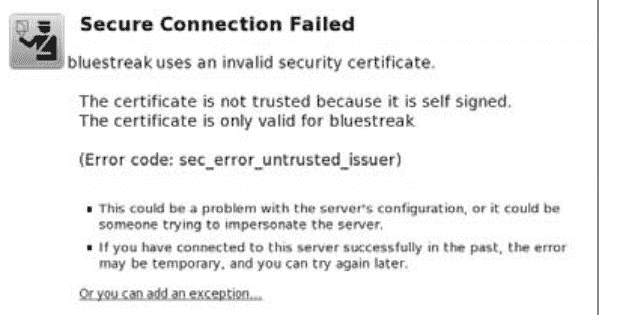 Secure Connection Failed
bluestreak uses an invalid security certificate.
The certificate is not trusted because it is self signed.
The certificate is only valid for bluestreak
(Error code: sec_error_untrusted_issuer)
▪ This could be a problem with the server's configuration, or it could be
someone trying to impersonate the server.
▪ If you have connected to this server successfully in the past, the error
may be temporary, and you can try again later.
Or you can add an exception...